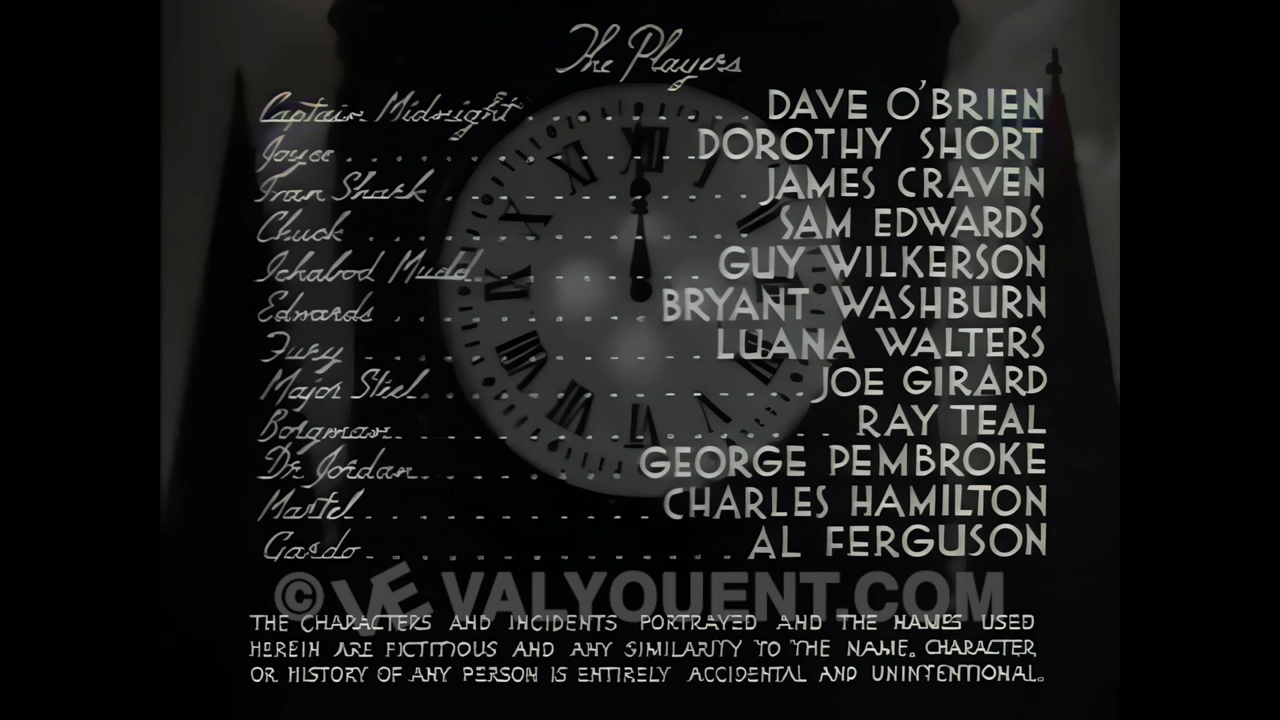 The Players
Captain Midnight . . . . . . . . . DAVE O'BRIEN
Joyce . . . . . . . . . . . . . . DOROTHY SHORT
Ivan Shark . . . . . . . . . . . . JAMES CRAVEN
Chuck . . . . . . . . . . . . . . . SAM EDWARDS
Ichabod Mudd . . . . . . . . . GUY WILKERSON
Edwards . . . . . . . . . . BRYANT WASHBURN
Fury . . . . . . . . . . . . . LUANA WALTERS
Major Steel . . . . . . . . . . . . . . . JOE GIRARD
Borgman . . . . . . . . . . . . . . . . RAY TEAL
Dr. Jordan . . . . . . . . . GEORGE PEMBROKE
Martel . . . . . . . . . . . CHARLES HAMILTON
Gardo . . . . . . . . . . . . . . AL FERGUSON
© VE VALYOUENT.COM
THE CHARACTERS AND INCIDENTS PORTRAYED AND THE NAMES USED
HEREIN ARE FICTITIOUS AND ANY SIMILARITY TO THE NAME, CHARACTER
OR HISTORY OF ANY PERSON IS ENTIRELY ACCIDENTAL AND UNINTENTIONAL.